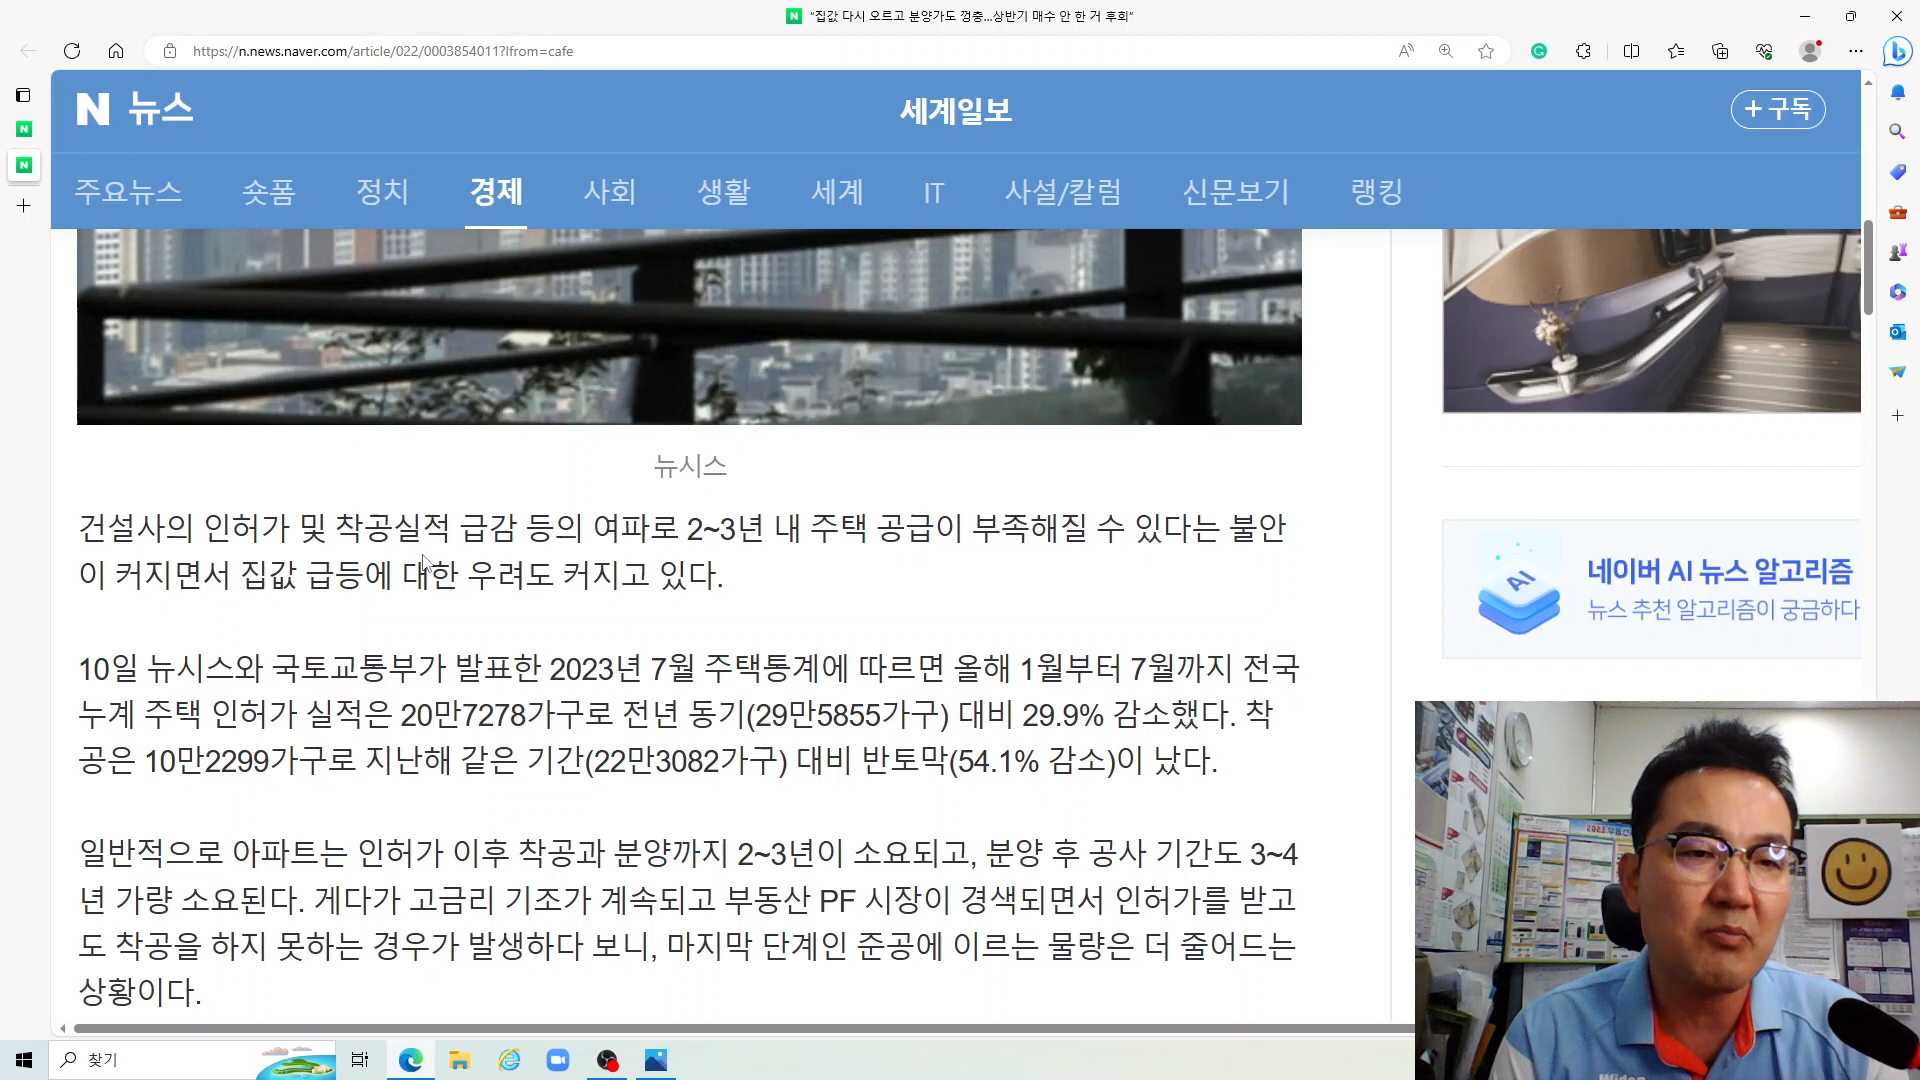 "집값 다시 오르고 분양가도 껑충...상반기 매수 안 한 거 후회"
https://n.news.naver.com/article/022/0003854011?lfrom=cafe
N 뉴스
세계일보
+ 구독
주요뉴스 숏폼 정치 경제 사회 생활 세계 IT 사설/칼럼 신문보기 랭킹
뉴시스
건설사의 인허가 및 착공실적 급감 등의 여파로 2~3년 내 주택 공급이 부족해질 수 있다는 불안
이 커지면서 집값 급등에 대한 우려도 커지고 있다.
10일 뉴시스와 국토교통부가 발표한 2023년 7월 주택통계에 따르면 올해 1월부터 7월까지 전국
누계 주택 인허가 실적은 20만7278가구로 전년 동기(29만5855가구) 대비 29.9% 감소했다. 착
공은 10만2299가구로 지난해 같은 기간(22만3082가구) 대비 반토막(54.1% 감소)이 났다.
일반적으로 아파트는 인허가 이후 착공과 분양까지 2~3년이 소요되고, 분양 후 공사 기간도 3~4
년 가량 소요된다. 게다가 고금리 기조가 계속되고 부동산 PF 시장이 경색되면서 인허가를 받고
도 착공을 하지 못하는 경우가 발생하다 보니, 마지막 단계인 준공에 이르는 물량은 더 줄어드는
상황이다.
AI
네이버 AI 뉴스 알고리즘
뉴스 추천 알고리즘이 궁금하다
찾기